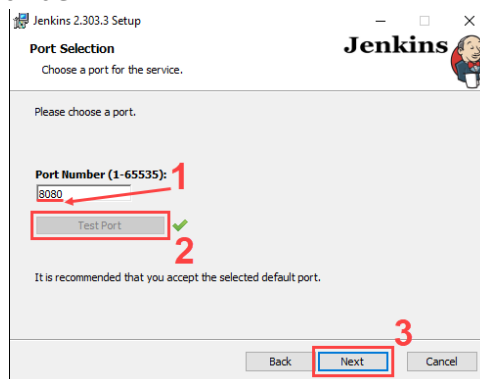 Jenkins 2.303.3 Setup
Port Selection
Jenkins
Choose a port for the service.
Please choose a port.
Port Number (1-65535):
1
8080
Test Port
2
It is recommended that you accept the selected default port.
3
Back Next Cancel